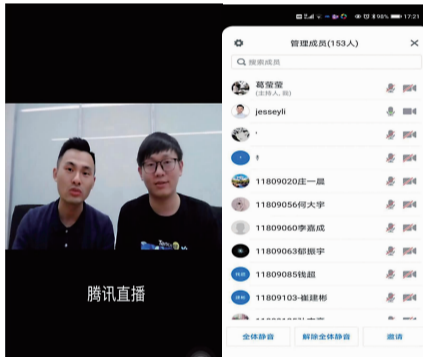 腾讯直播
98% 17:21
管理成员(153人)
搜索成员
葛莹莹
(主持人, 我)
jesseyli
11809020庄一晨
11809056何大宇
11809060李嘉成
11809063郁振宇
11809085钱超
11809103-崔建彬
全体静音 解除全体静音 邀请